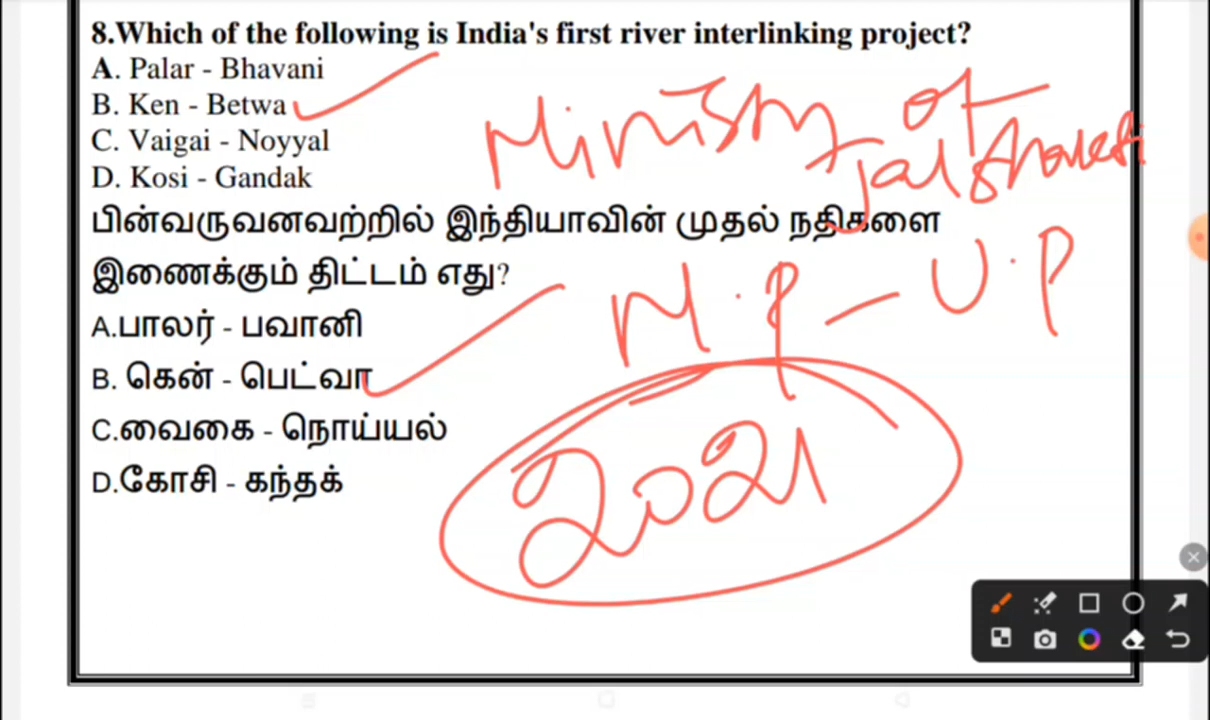 8.Which of the following is India's first river interlinking project?
A. Palar - Bhavani
B. Ken - Betwa
C. Vaigai - Noyyal
D. Kosi - Gandak
Ministry of
Jal Shakti
பின்வருவனவற்றில் இந்தியாவின் முதல் நதிகளை
இணைக்கும் திட்டம் எது?
M.P - U.P
A.பாலர் - பவானி
B. கென் - பெட்வா
C.வைகை - நொய்யல்
2021
D.கோசி - கந்தக்